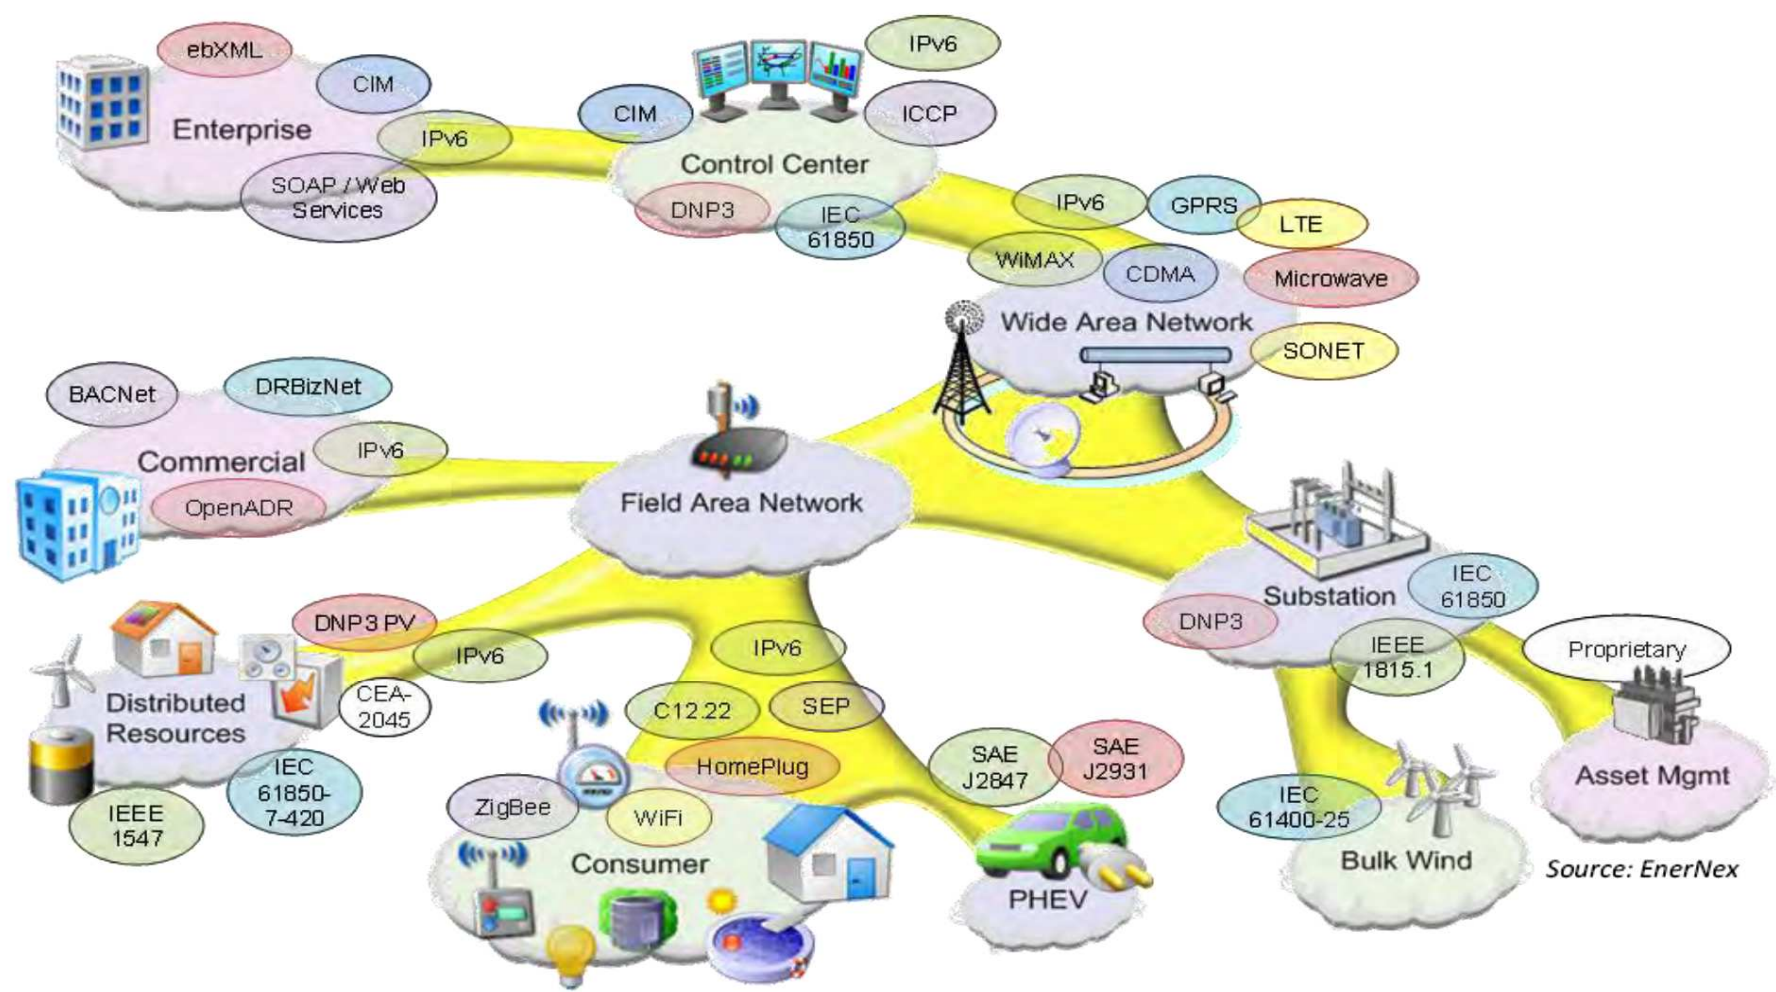 ebXML
CIM
Enterprise
IPv6
SOAP / Web
Services
CIM
IPv6
ICCP
Control Center
DNP3
IEC
61850
IPv6
GPRS
LTE
WiMAX
CDMA
Microwave
Wide Area Network
SONET
BACNet
DRBizNet
Commercial
IPv6
OpenADR
Field Area Network
Substation
IEC
61850
DNP3
IEEE
1815.1
Proprietary
DNP3 PV
IPv6
Distributed
Resources
CEA-
2045
IEC
61850-
7-420
IEEE
1547
IPv6
C12.22
SEP
HomePlug
ZigBee
WiFi
Consumer
SAE
J2847
SAE
J2931
PHEV
IEC
61400-25
Bulk Wind
Asset Mgmt
Source: EnerNex